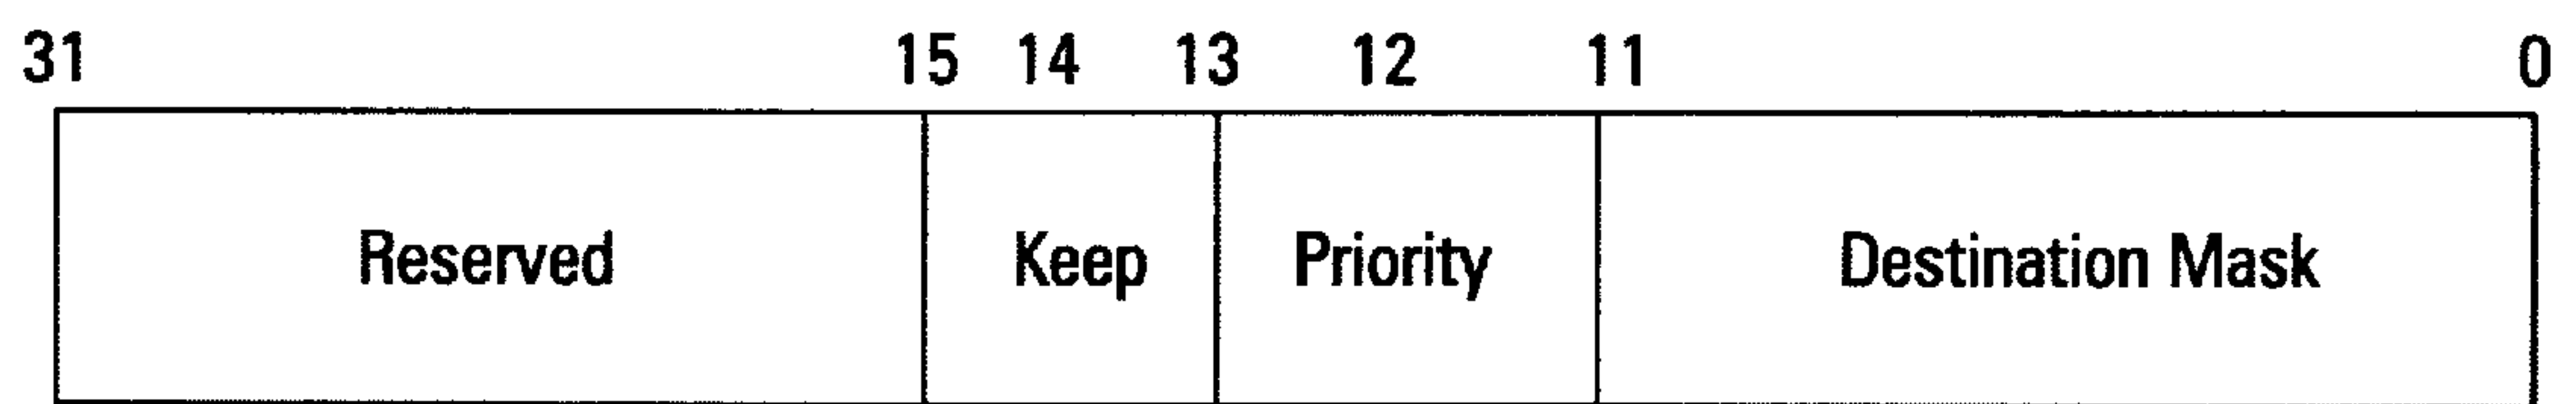 31 15 14 13 12 11 0
Reserved Keep Priority Destination Mask